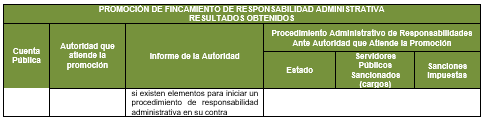 PROMOCIÓN DE FINCAMIENTO DE RESPONSABILIDAD ADMINISTRATIVA
RESULTADOS OBTENIDOS
Cuenta
Pública
Autoridad que
atiende la
promoción
Informe de la Autoridad
Procedimiento Administrativo de Responsabilidades
Ante Autoridad que Atiende la Promoción
Estado
Servidores
Públicos
Sancionados
(cargos)
Sanciones
Impuestas
si existen elementos para iniciar un
procedimiento de responsabilidad
administrativa en su contra